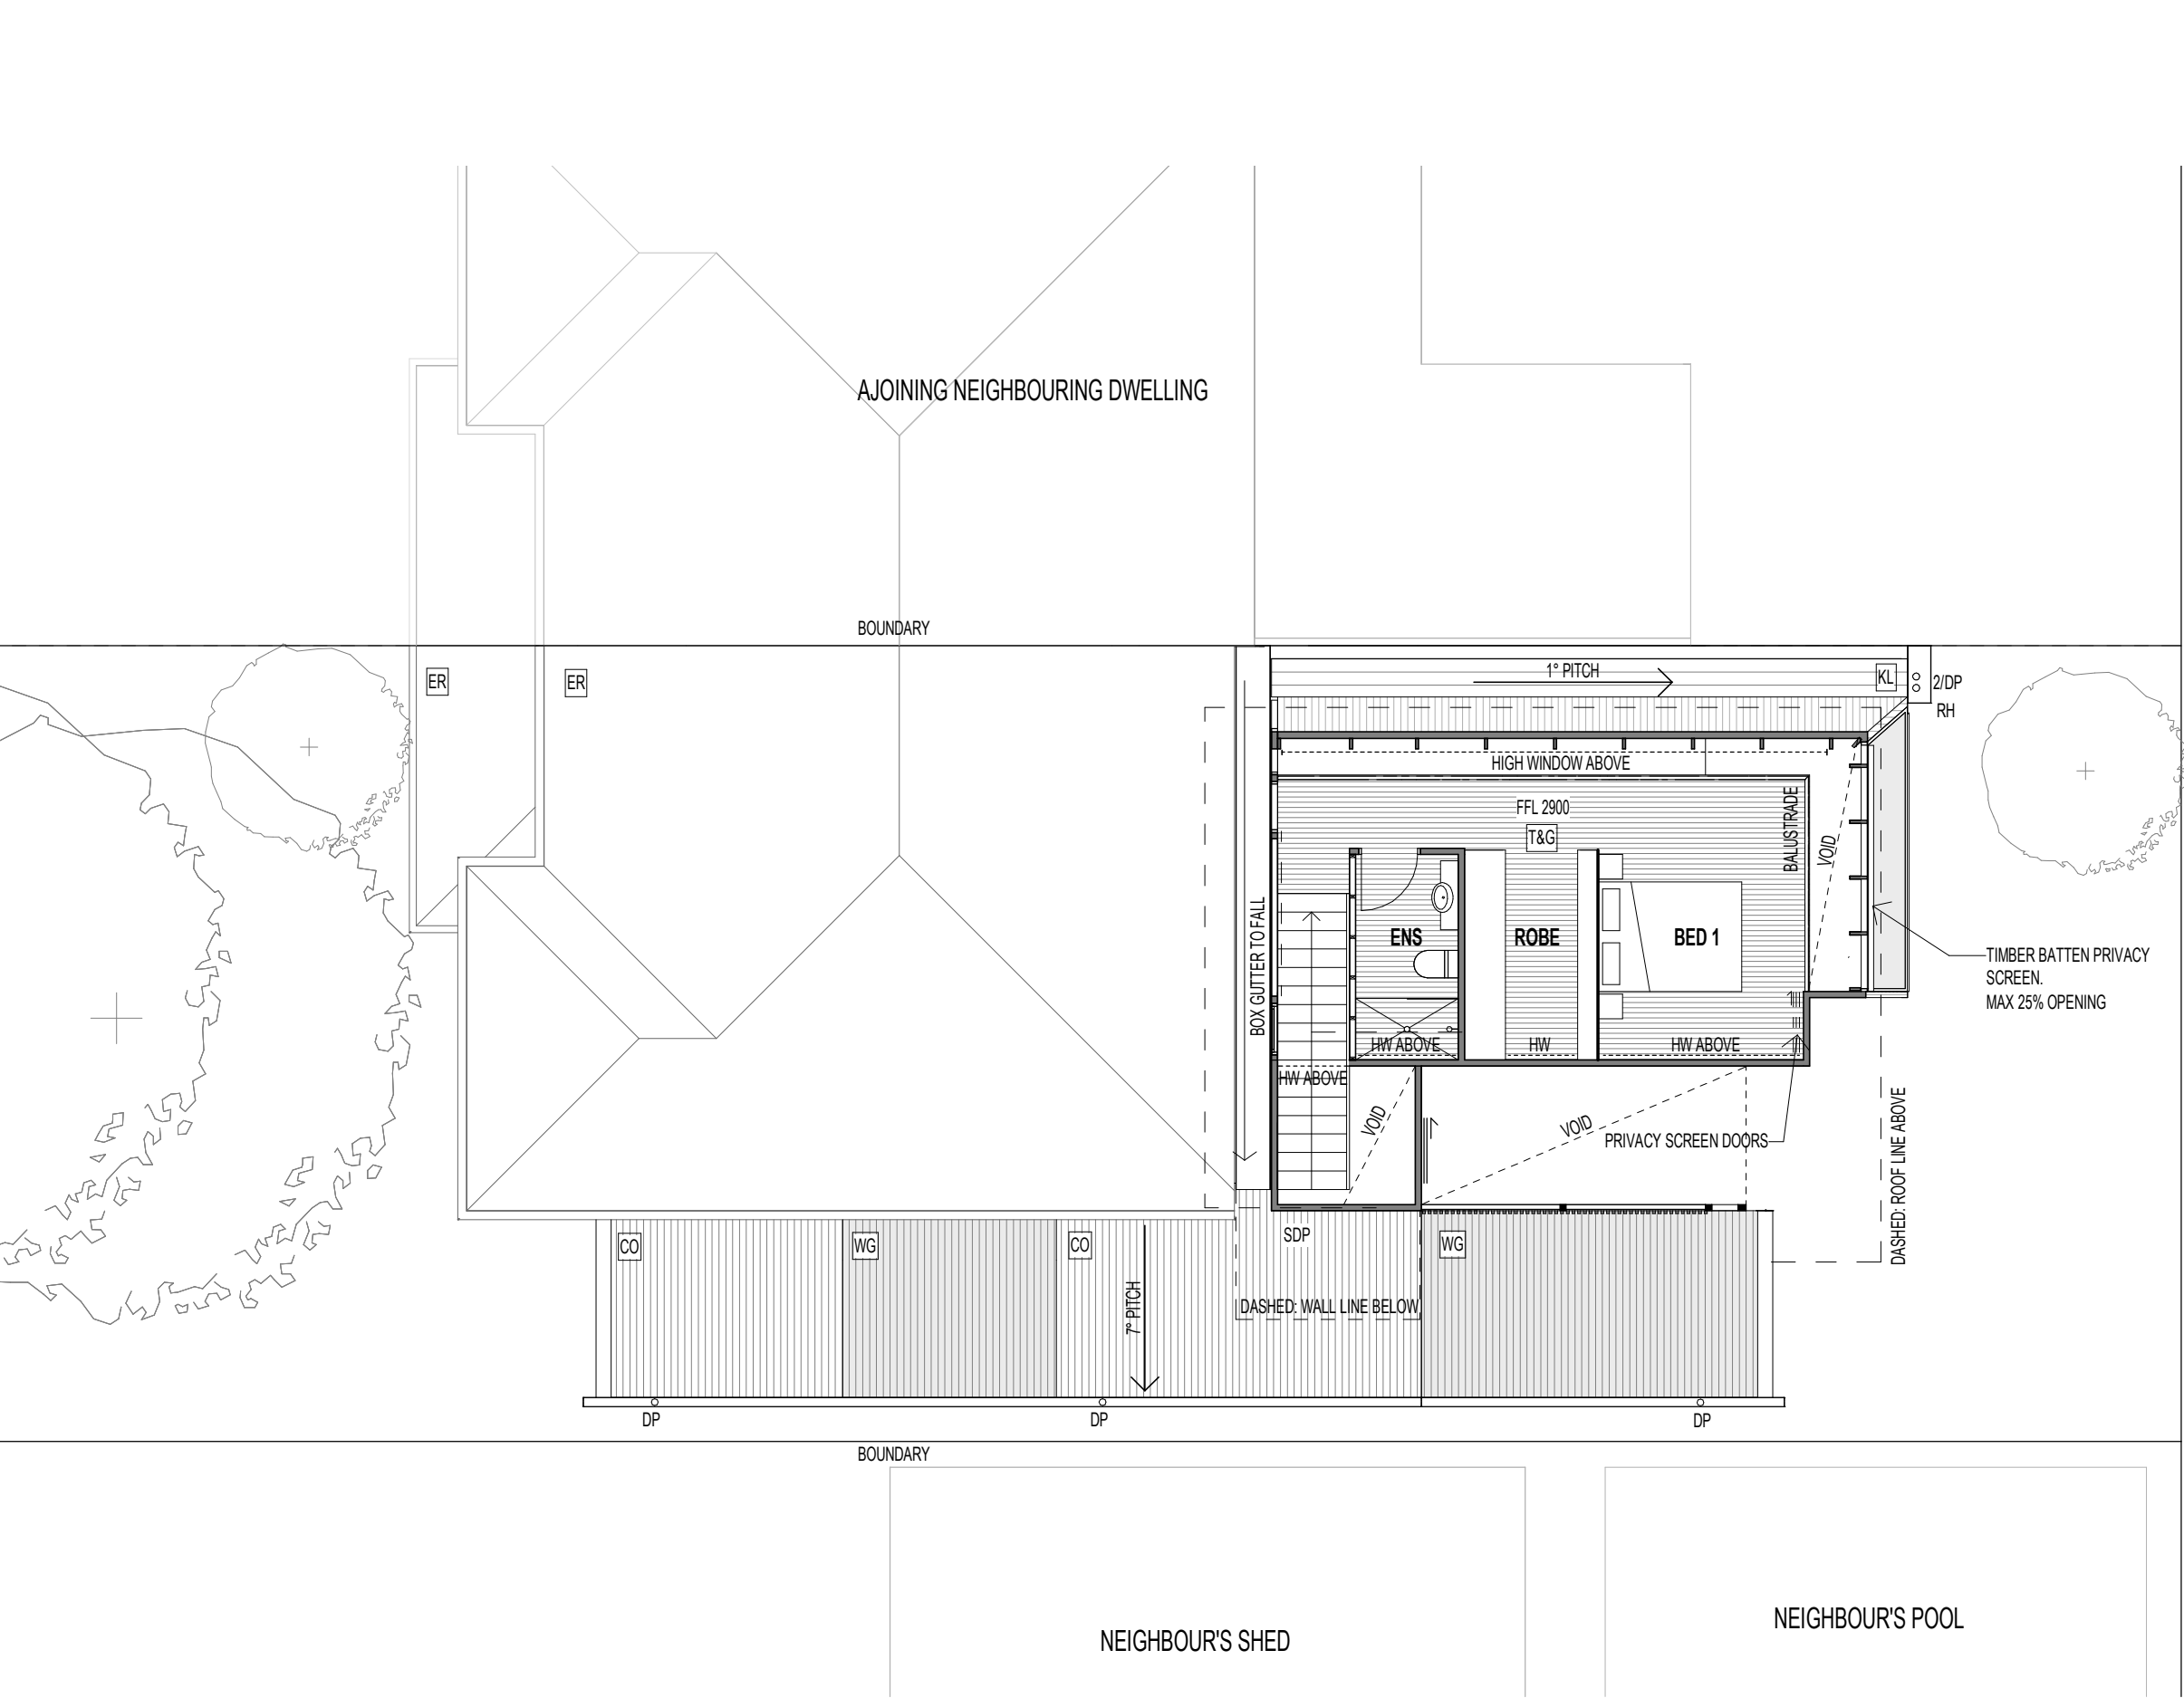 AJOINING NEIGHBOURING DWELLING
BOUNDARY
ER
ER
1° PITCH
KL
2/DP
RH
HIGH WINDOW ABOVE
FFL 2900
T&G
BALUSTRADE
VOID
BOX GUTTER TO FALL
ENS
ROBE
BED 1
TIMBER BATTEN PRIVACY
SCREEN.
MAX 25% OPENING
HW ABOVE
HW
HW ABOVE
HW ABOVE
VOID
VOID
PRIVACY SCREEN DOORS
DASHED: ROOF LINE ABOVE
CO
WG
CO
SDP
WG
7° PITCH
DASHED: WALL LINE BELOW
DP
DP
DP
BOUNDARY
NEIGHBOUR'S SHED
NEIGHBOUR'S POOL